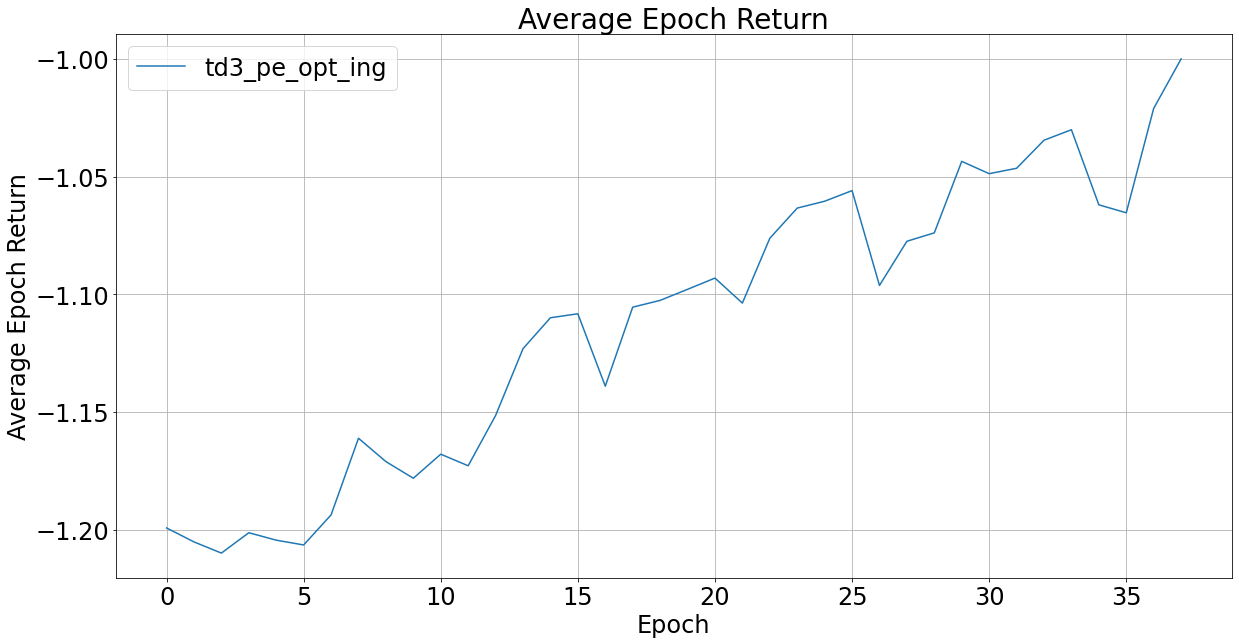 Average Epoch Return
td3_pe_opt_ing
Average Epoch Return
−1.00
−1.05
−1.10
−1.15
−1.20
0 5 10 15 20 25 30 35
Epoch